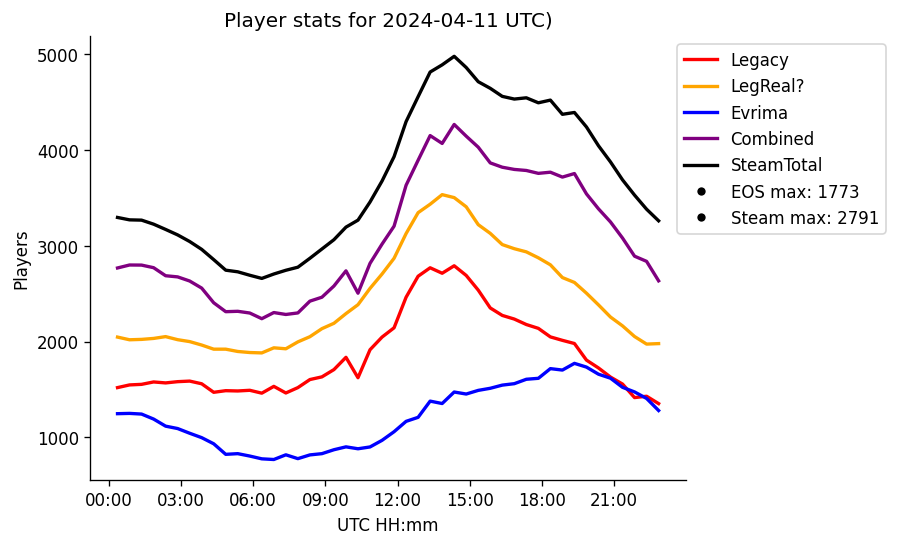 Player stats for 2024-04-11 UTC)
Legacy
LegReal?
Evrima
Combined
SteamTotal
EOS max: 1773
Steam max: 2791
Players
5000
4000
3000
2000
1000
00:00 03:00 06:00 09:00 12:00 15:00 18:00 21:00
UTC HH:mm